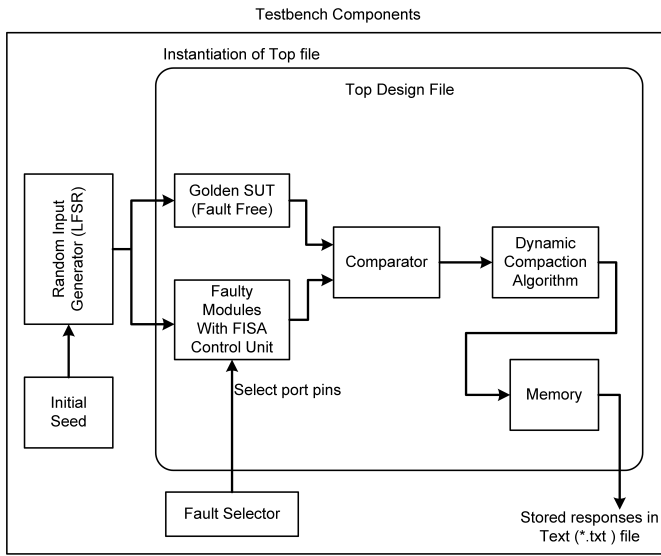 Testbench Components
Instantiation of Top file
Top Design File
Random Input
Generator (LFSR)
Golden SUT
(Fault Free)
Comparator
Dynamic
Compaction
Algorithm
Faulty
Modules
With FISA
Control Unit
Select port pins
Initial
Seed
Memory
Fault Selector
Stored responses in
Text (*.txt ) file